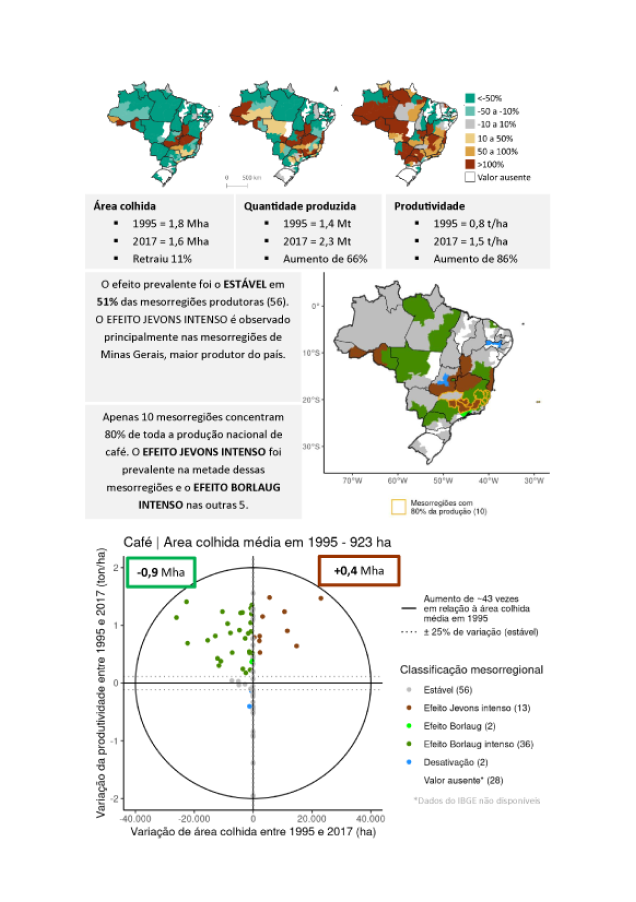 <-50%
-50 a -10%
-10 a 10%
10 a 50%
50 a 100%
>100%
Valor ausente
0 500 km
Área colhida
▪ 1995 = 1,8 Mha
▪ 2017 = 1,6 Mha
▪ Retraiu 11%
Quantidade produzida
▪ 1995 = 1,4 Mt
▪ 2017 = 2,3 Mt
▪ Aumento de 66%
Produtividade
▪ 1995 = 0,8 t/ha
▪ 2017 = 1,5 t/ha
▪ Aumento de 86%
O efeito prevalente foi o ESTÁVEL em
51% das mesorregiões produtoras (56).
O EFEITO JEVONS INTENSO é observado
principalmente nas mesorregiões de
Minas Gerais, maior produtor do país.
Apenas 10 mesorregiões concentram
80% de toda a produção nacional de
café. O EFEITO JEVONS INTENSO foi
prevalente na metade dessas
mesorregiões e o EFEITO BORLAUG
INTENSO nas outras 5.
0°
10°S
20°S
30°S
70°W 60°W 50°W 40°W 30°W
Mesorregiões com
80% da produção (10)
Café | Area colhida média em 1995 - 923 ha
-0,9 Mha
+0,4 Mha
Variação da produtividade entre 1995 e 2017 (ton/ha)
2
1
0
-1
-2
-40.000 -20.000 0 20.000 40.000
Variação de área colhida entre 1995 e 2017 (ha)
Aumento de ~43 vezes
em relação à área colhida
média em 1995
± 25% de variação (estável)
Classificação mesorregional
Estável (56)
Efeito Jevons intenso (13)
Efeito Borlaug (2)
Efeito Borlaug intenso (36)
Desativação (2)
Valor ausente* (28)
*Dados do IBGE não disponíveis